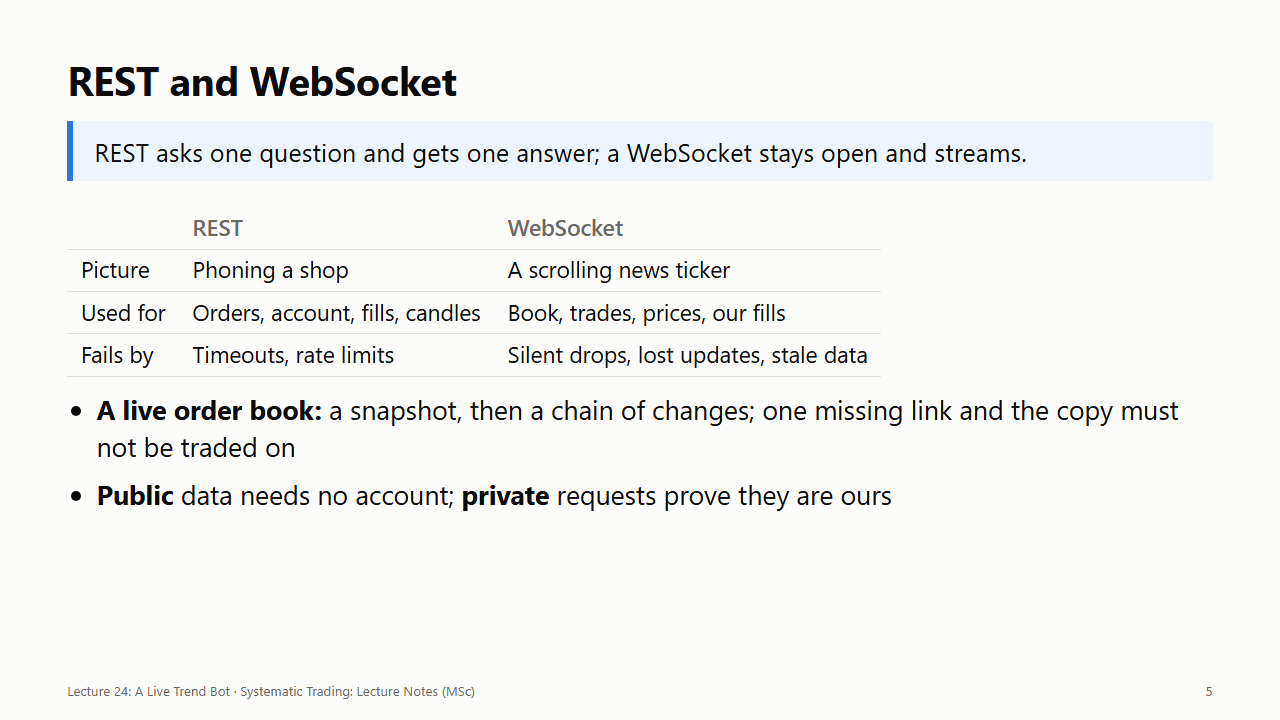 REST and WebSocket
REST asks one question and gets one answer; a WebSocket stays open and streams.
REST WebSocket
Picture Phoning a shop A scrolling news ticker
Used for Orders, account, fills, candles Book, trades, prices, our fills
Fails by Timeouts, rate limits Silent drops, lost updates, stale data
• A live order book: a snapshot, then a chain of changes; one missing link and the copy must
not be traded on
• Public data needs no account; private requests prove they are ours
Lecture 24: A Live Trend Bot · Systematic Trading: Lecture Notes (MSc) 5